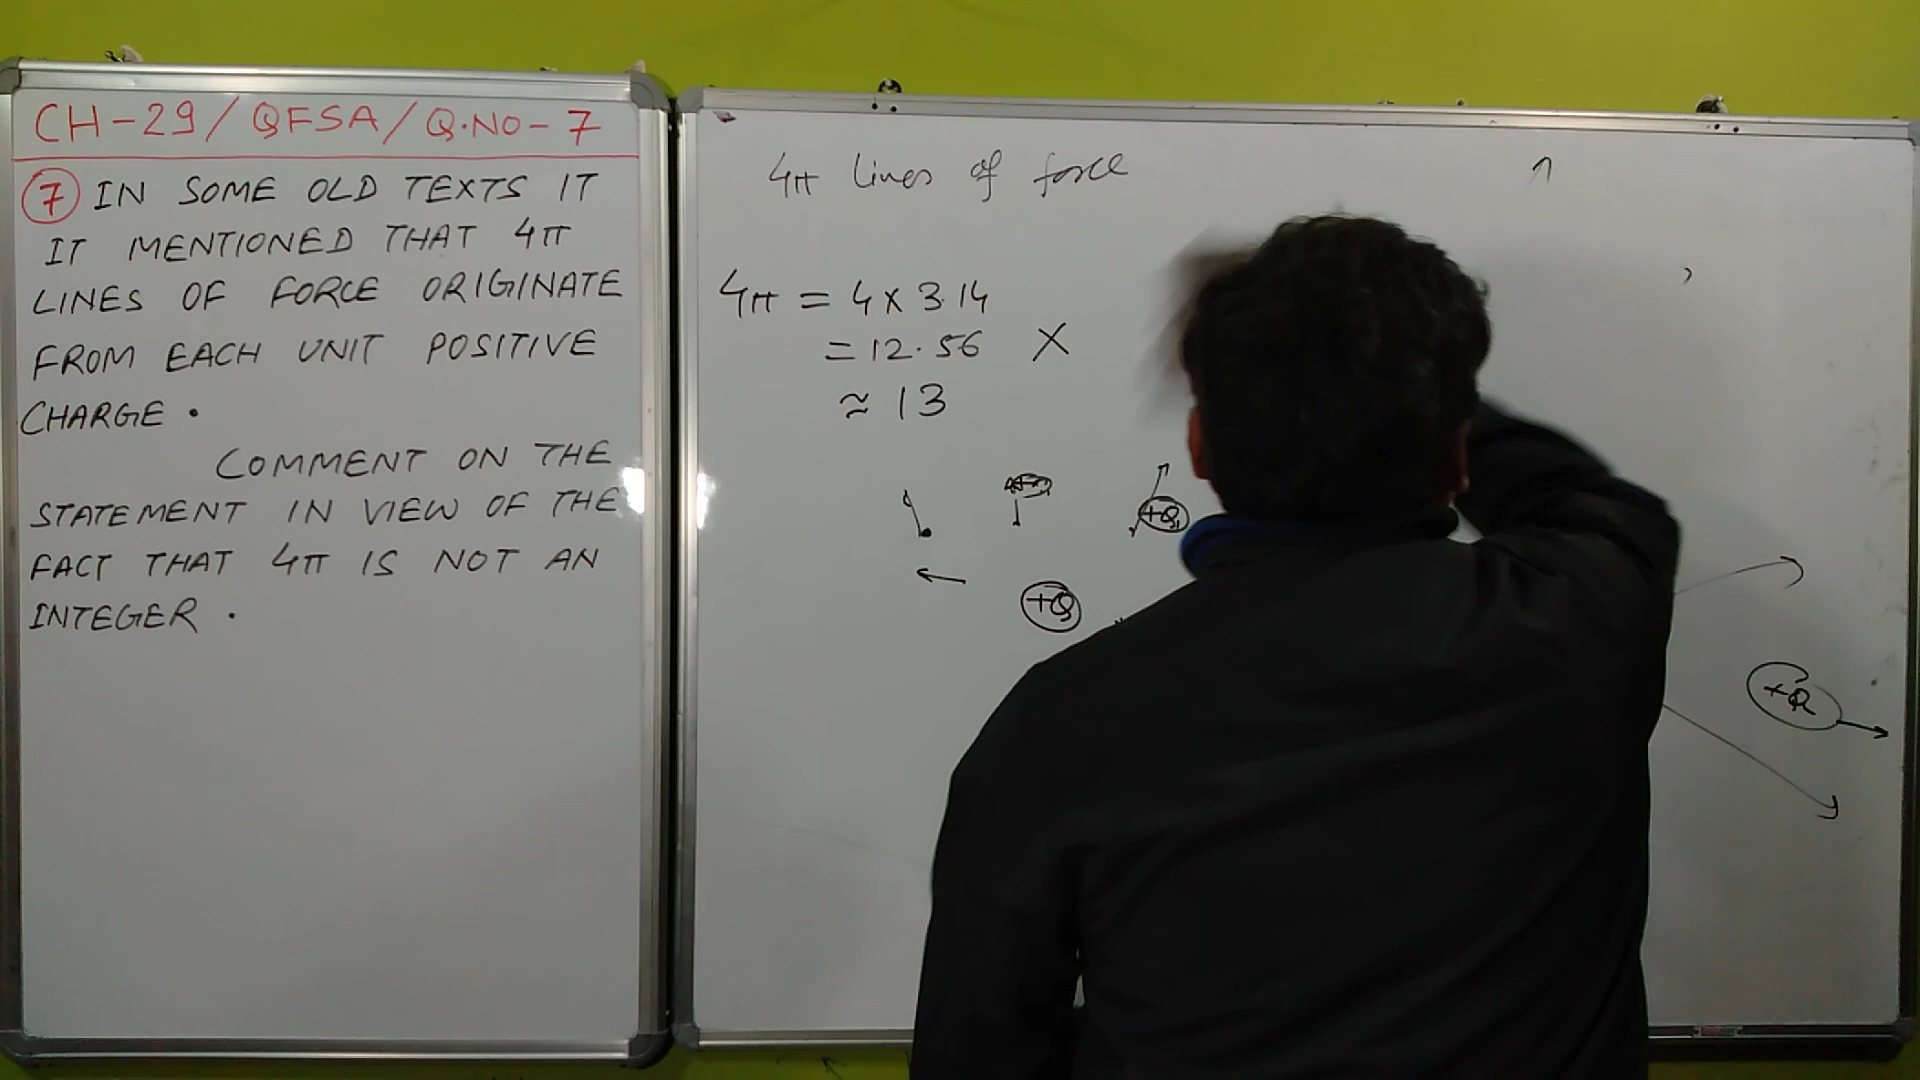 CH-29/QFSA/Q.NO-7
7 IN SOME OLD TEXTS IT
IT MENTIONED THAT 4π
LINES OF FORCE ORIGINATE
FROM EACH UNIT POSITIVE
CHARGE.
COMMENT ON THE
STATEMENT IN VIEW OF THE
FACT THAT 4π IS NOT AN
INTEGER.
4π lines of force
4π = 4 x 3.14
= 12.56 X
≈ 13
+Q
+Q
+Q